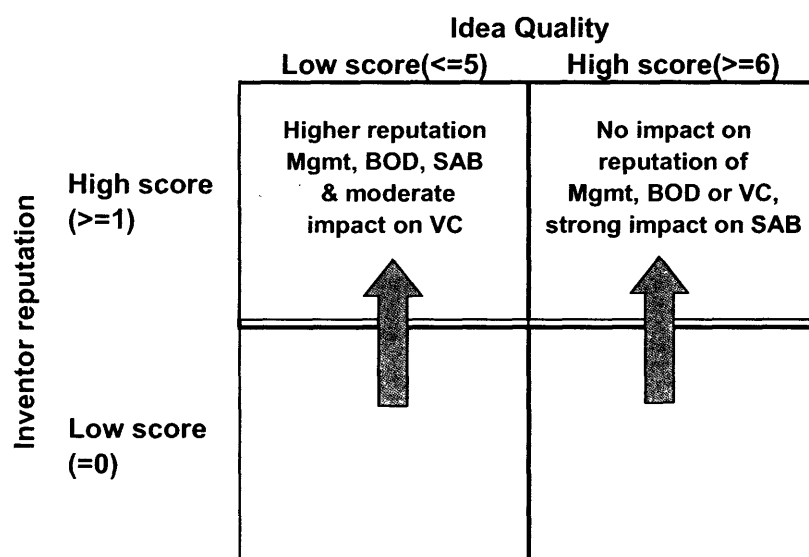 Idea Quality
Low score(<=5)
High score(>=6)
Inventor reputation
High score
(>=1)
Higher reputation
Mgmt, BOD, SAB
& moderate
impact on VC
No impact on
reputation of
Mgmt, BOD or VC,
strong impact on SAB
Low score
(=0)